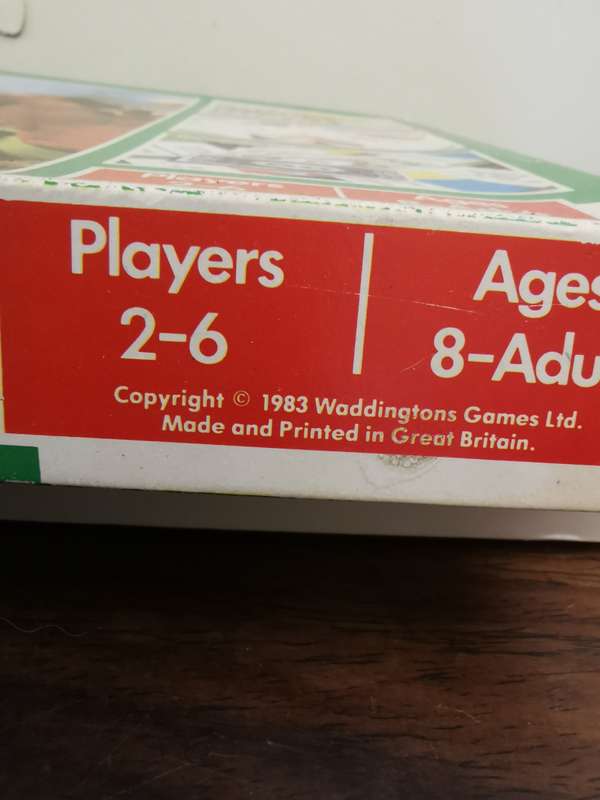 Players
2-6
Ages
8-Adu
Copyright © 1983 Waddingtons Games Ltd.
Made and Printed in Great Britain.